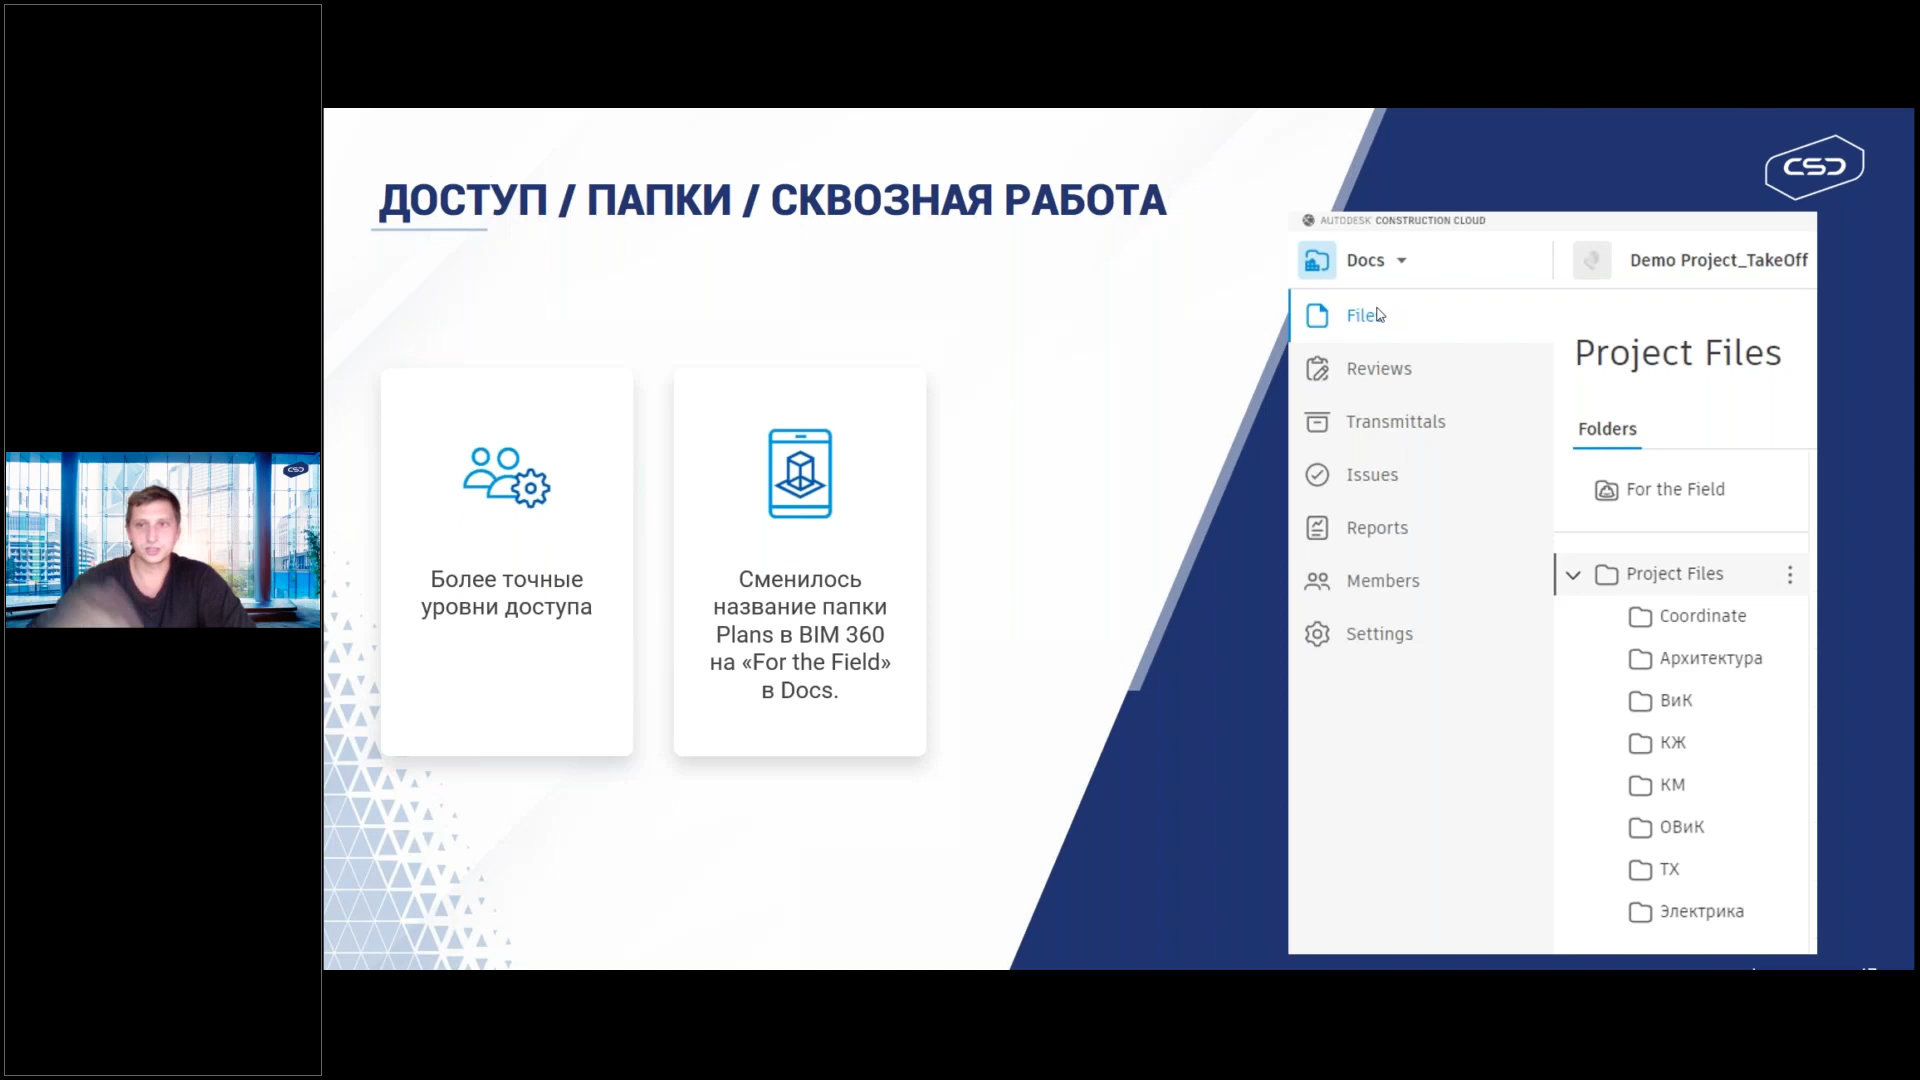 ДОСТУП / ПАПКИ / СКВОЗНАЯ РАБОТА
CSD
Более точные
уровни доступа
Сменилось
название папки
Plans в BIM 360
на «For the Field»
в Docs.
AUTODESK CONSTRUCTION CLOUD
Docs
Demo Project_TakeOff
File
Reviews
Transmittals
Issues
Reports
Members
Settings
Project Files
Folders
For the Field
Project Files
Coordinate
Архитектура
ВиК
КЖ
КМ
ОВиК
ТХ
Электрика
CSD